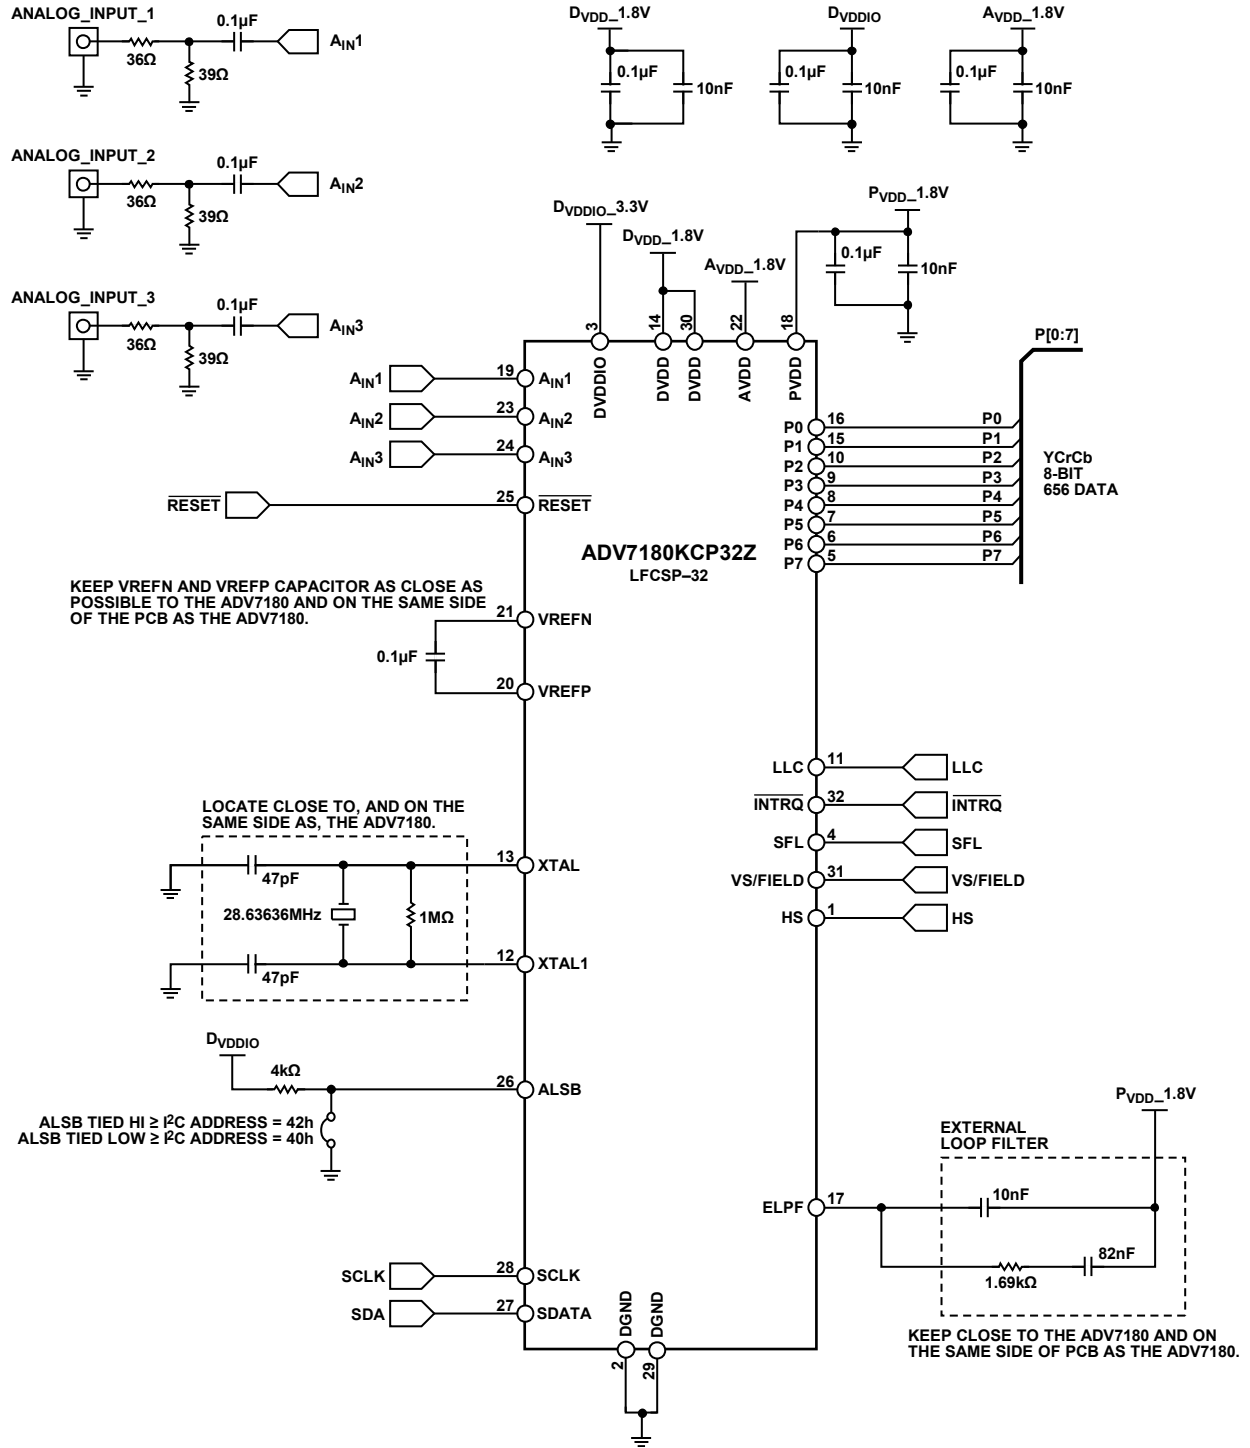 ANALOG_INPUT_1
0.1µF
AIN1
36Ω
39Ω
DVDD_1.8V
0.1µF
10nF
DVDDIO
0.1µF
10nF
AVDD_1.8V
0.1µF
10nF
ANALOG_INPUT_2
0.1µF
AIN2
36Ω
39Ω
ANALOG_INPUT_3
0.1µF
AIN3
36Ω
39Ω
DVDDIO_3.3V
DVDD_1.8V
AVDD_1.8V
PVDD_1.8V
0.1µF
10nF
3
14
30
22
18
DVDDIO
DVDD
DVDD
AVDD
PVDD
AIN1
19
AIN1
AIN2
23
AIN2
AIN3
24
AIN3
RESET
25
RESET
P[0:7]
P0
16
P0
P1
15
P1
P2
10
P2
P3
9
P3
P4
8
P4
P5
7
P5
P6
6
P6
P7
5
P7
YCrCb
8-BIT
656 DATA
ADV7180KCP32Z
LFCSP–32
KEEP VREFN AND VREFP CAPACITOR AS CLOSE AS
POSSIBLE TO THE ADV7180 AND ON THE SAME SIDE
OF THE PCB AS THE ADV7180.
21
VREFN
0.1µF
20
VREFP
LLC
11
LLC
INTRQ
32
INTRQ
SFL
4
SFL
VS/FIELD
31
VS/FIELD
HS
1
HS
LOCATE CLOSE TO, AND ON THE
SAME SIDE AS, THE ADV7180.
13
XTAL
47pF
28.63636MHz
1MΩ
12
XTAL1
47pF
DVDDIO
4kΩ
26
ALSB
ALSB TIED HI ≥ I2C ADDRESS = 42h
ALSB TIED LOW ≥ I2C ADDRESS = 40h
PVDD_1.8V
EXTERNAL
LOOP FILTER
ELPF
17
10nF
82nF
1.69kΩ
KEEP CLOSE TO THE ADV7180 AND ON
THE SAME SIDE OF PCB AS THE ADV7180.
SCLK
28
SCLK
SDA
27
SDATA
DGND
DGND
2
29